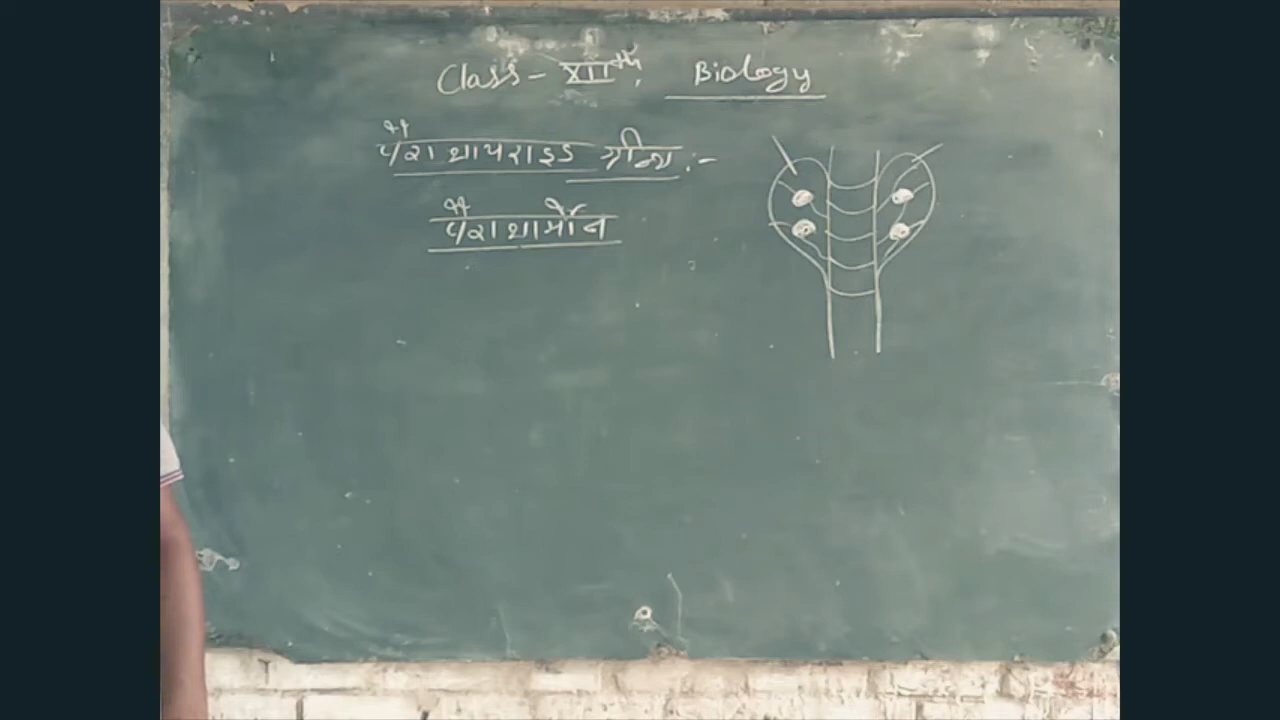 Class - XIIth, Biology
पैराथायराइड ग्रीन्थ :-
पैराथार्मोन